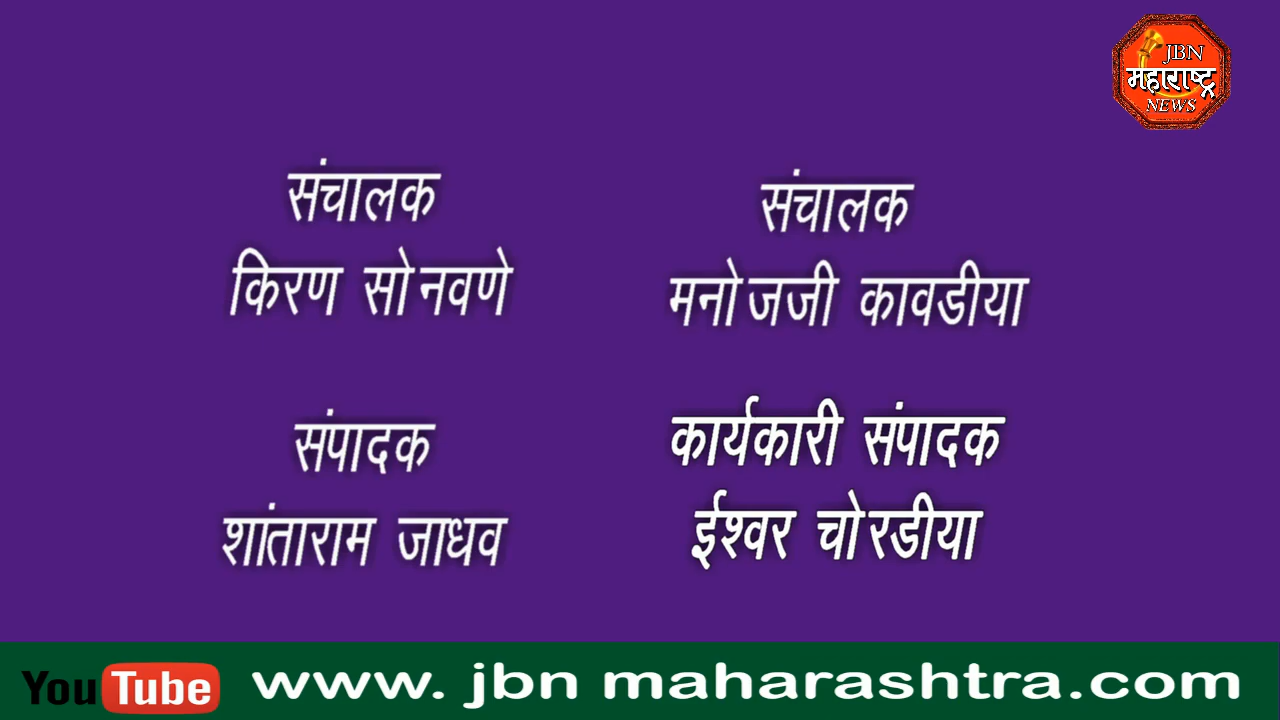 JBN
महाराष्ट्र
NEWS
संचालक
किरण सोनवणे
संचालक
मनोजजी कावडीया
संपादक
शांताराम जाधव
कार्यकारी संपादक
ईश्वर चोरडीया
YouTube www. jbn maharashtra.com